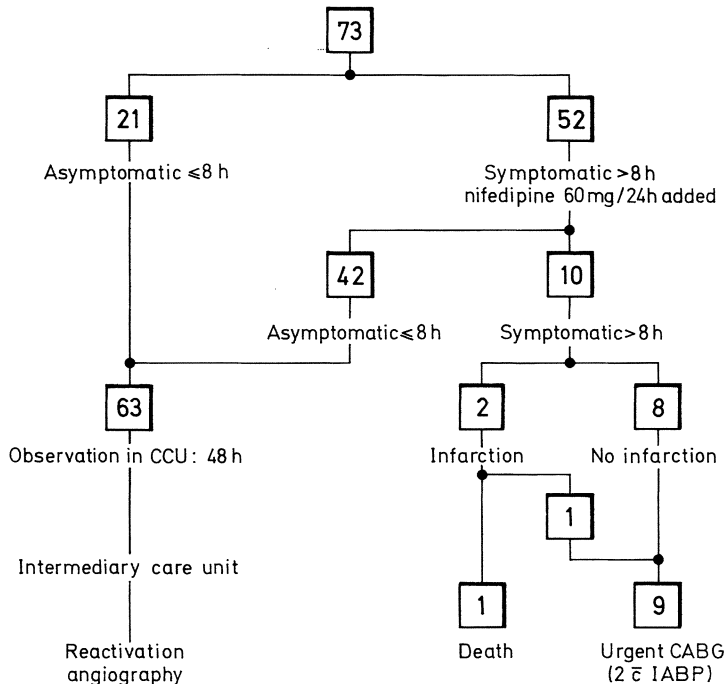 73
21
52
Asymptomatic ⩽8 h
Symptomatic >8 h
nifedipine 60 mg/24h added
42
10
Asymptomatic⩽8 h
Symptomatic>8 h
63
2
8
Observation in CCU: 48 h
Infarction
No infarction
1
Intermediary care unit
1
9
Reactivation
angiography
Death
Urgent CABG
(2 c̄ IABP)